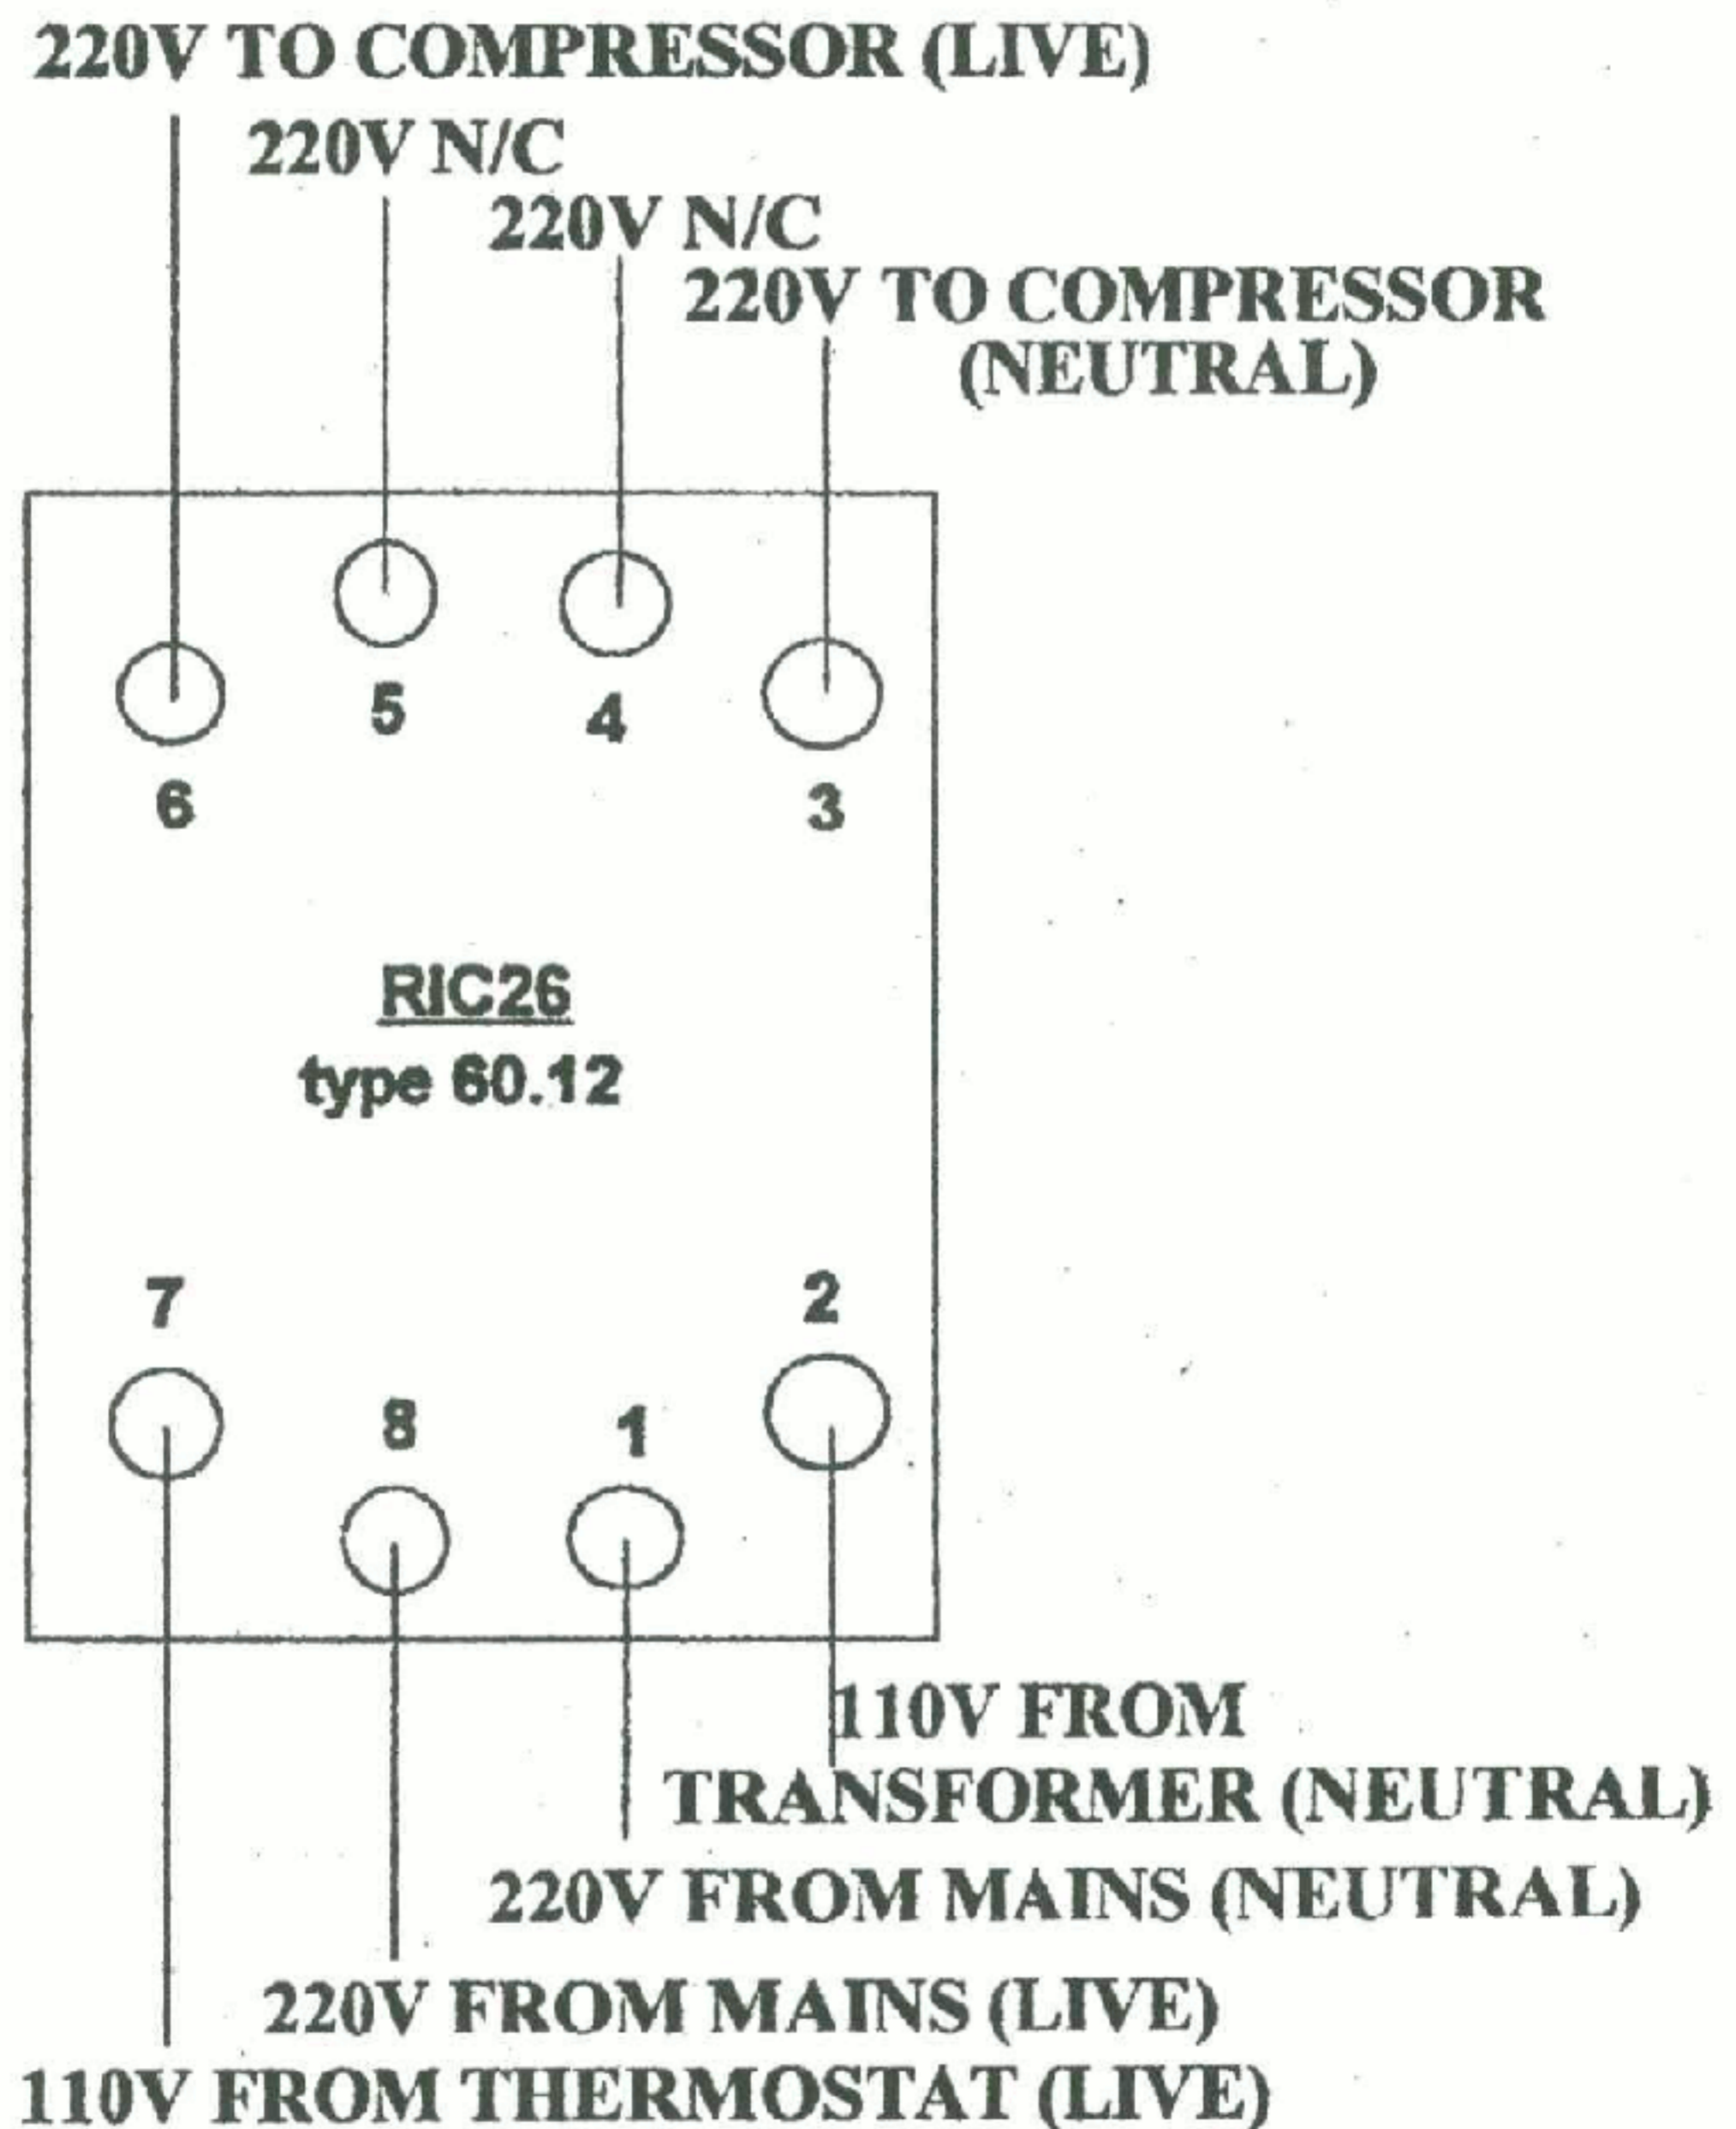 220V TO COMPRESSOR (LIVE)
220V N/C
220V N/C
220V TO COMPRESSOR
(NEUTRAL)
5
4
6
3
RIC26
type 60.12
7
2
8
1
110V FROM
TRANSFORMER (NEUTRAL)
220V FROM MAINS (NEUTRAL)
220V FROM MAINS (LIVE)
110V FROM THERMOSTAT (LIVE)